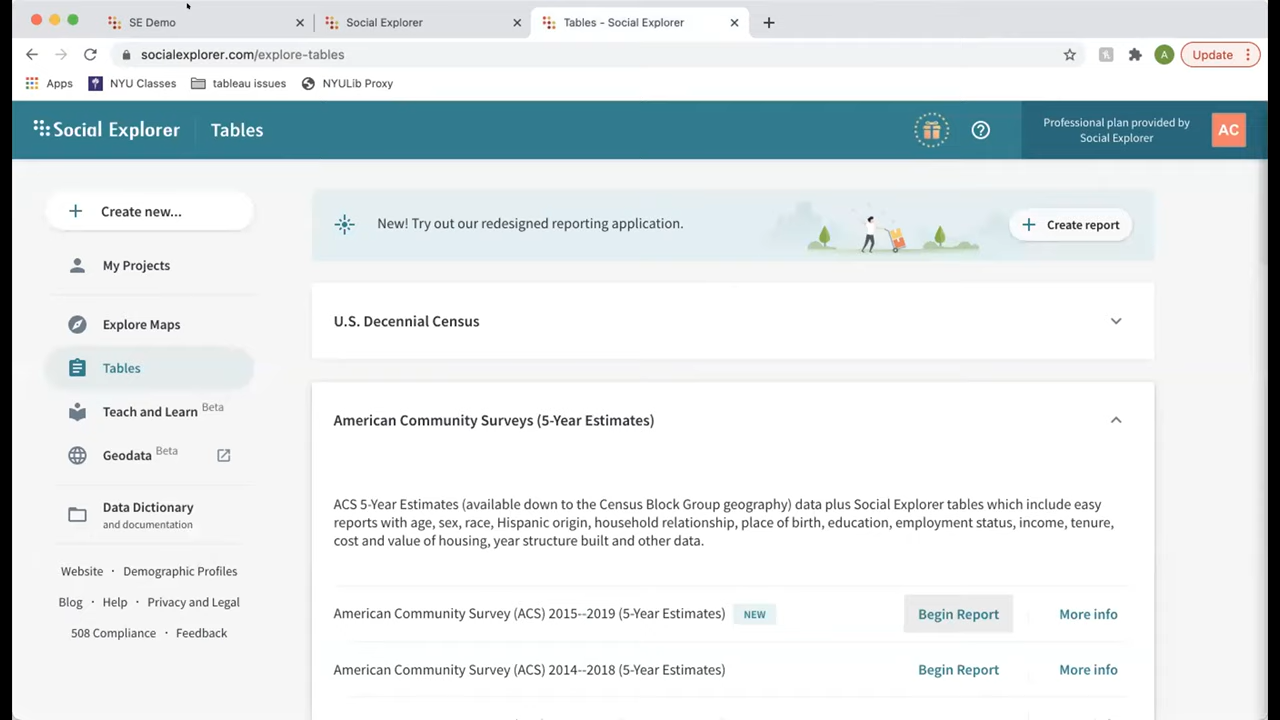 SE Demo
Social Explorer
Tables - Social Explorer
socialexplorer.com/explore-tables
A
Update
Apps
NYU Classes
tableau issues
NYULib Proxy
Social Explorer
Tables
Professional plan provided by
Social Explorer
AC
Create new...
My Projects
Explore Maps
Tables
Teach and Learn Beta
Geodata Beta
Data Dictionary
and documentation
Website · Demographic Profiles
Blog · Help · Privacy and Legal
508 Compliance · Feedback
New! Try out our redesigned reporting application.
Create report
U.S. Decennial Census
American Community Surveys (5-Year Estimates)
ACS 5-Year Estimates (available down to the Census Block Group geography) data plus Social Explorer tables which include easy
reports with age, sex, race, Hispanic origin, household relationship, place of birth, education, employment status, income, tenure,
cost and value of housing, year structure built and other data.
American Community Survey (ACS) 2015--2019 (5-Year Estimates) NEW Begin Report More info
American Community Survey (ACS) 2014--2018 (5-Year Estimates) Begin Report More info